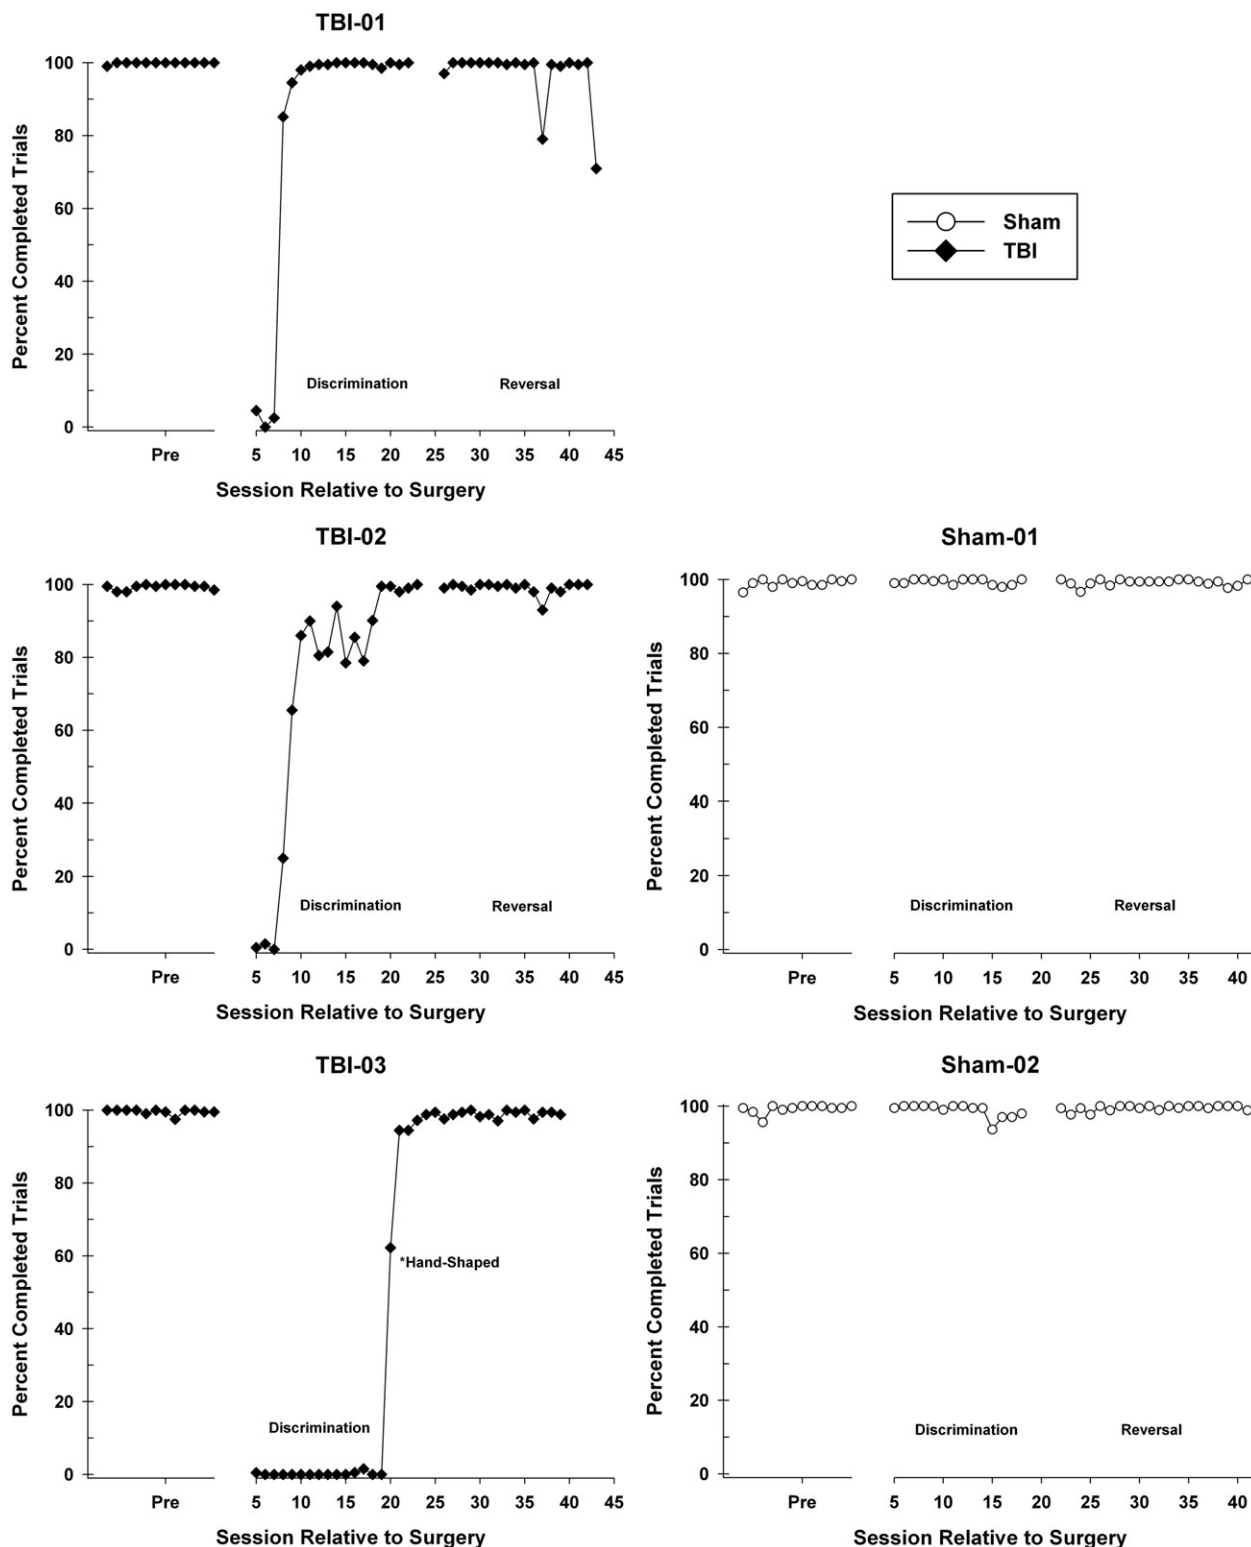 TBI-01
Percent Completed Trials
100
80
60
40
20
0
Discrimination
Reversal
Pre
5 10 15 20 25 30 35 40 45
Session Relative to Surgery
Sham
TBI
TBI-02
Percent Completed Trials
100
80
60
40
20
0
Discrimination
Reversal
Pre
5 10 15 20 25 30 35 40 45
Session Relative to Surgery
Sham-01
Percent Completed Trials
100
80
60
40
20
0
Discrimination
Reversal
Pre
5 10 15 20 25 30 35 40
Session Relative to Surgery
TBI-03
Percent Completed Trials
100
80
60
40
20
0
*Hand-Shaped
Discrimination
Pre
5 10 15 20 25 30 35 40 45
Session Relative to Surgery
Sham-02
Percent Completed Trials
100
80
60
40
20
0
Discrimination
Reversal
Pre
5 10 15 20 25 30 35 40
Session Relative to Surgery